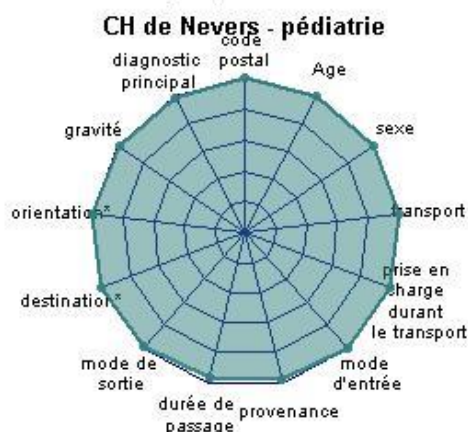 CH de Nevers - pédiatrie
code
postal
Age
sexe
transport
prise en
charge
durant
le transport
mode
d'entrée
provenance
durée de
passage
mode de
sortie
destination*
orientation*
gravité
diagnostic
principal